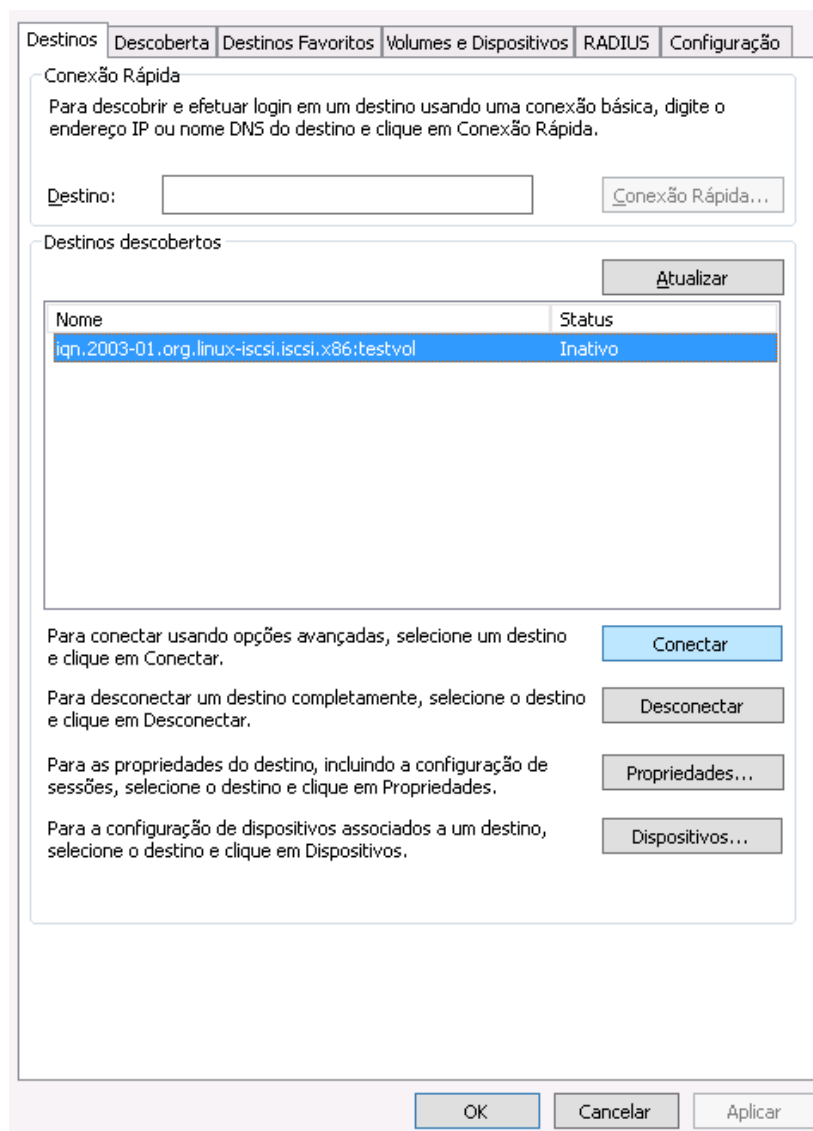 Destinos Descoberta Destinos Favoritos Volumes e Dispositivos RADIUS Configuração
Conexão Rápida
Para descobrir e efetuar login em um destino usando uma conexão básica, digite o
endereço IP ou nome DNS do destino e clique em Conexão Rápida.
Destino: Conexão Rápida...
Destinos descobertos
Atualizar
Nome Status
iqn.2003-01.org.linux-iscsi.iscsi.x86:testvol Inativo
Para conectar usando opções avançadas, selecione um destino
e clique em Conectar.
Conectar
Para desconectar um destino completamente, selecione o destino
e clique em Desconectar.
Desconectar
Para as propriedades do destino, incluindo a configuração de
sessões, selecione o destino e clique em Propriedades.
Propriedades...
Para a configuração de dispositivos associados a um destino,
selecione o destino e clique em Dispositivos.
Dispositivos...
OK Cancelar Aplicar